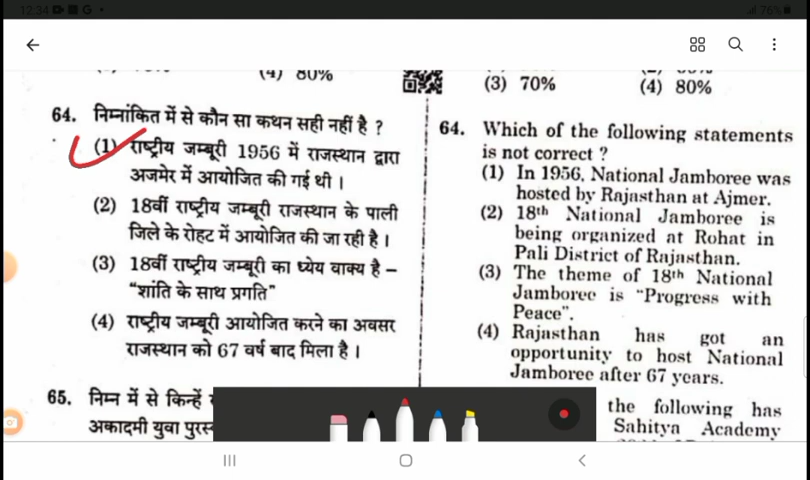 12:34
76%
(4) 80%
(3) 70%
(4) 80%
64. निम्नांकित में से कौन सा कथन सही नहीं है ?
(1) राष्ट्रीय जम्बूरी 1956 में राजस्थान द्वारा
अजमेर में आयोजित की गई थी ।
(2) 18वीं राष्ट्रीय जम्बूरी राजस्थान के पाली
जिले के रोहट में आयोजित की जा रही है ।
(3) 18वीं राष्ट्रीय जम्बूरी का ध्येय वाक्य है –
“शांति के साथ प्रगति”
(4) राष्ट्रीय जम्बूरी आयोजित करने का अवसर
राजस्थान को 67 वर्ष बाद मिला है ।
65. निम्न में से किन्हें
अकादमी युवा
64. Which of the following statements
is not correct ?
(1) In 1956, National Jamboree was
hosted by Rajasthan at Ajmer.
(2) 18th National Jamboree is
being organized at Rohat in
Pali District of Rajasthan.
(3) The theme of 18th National
Jamboree is “Progress with
Peace”.
(4) Rajasthan has got an
opportunity to host National
Jamboree after 67 years.
the following has
Sahitya Academy